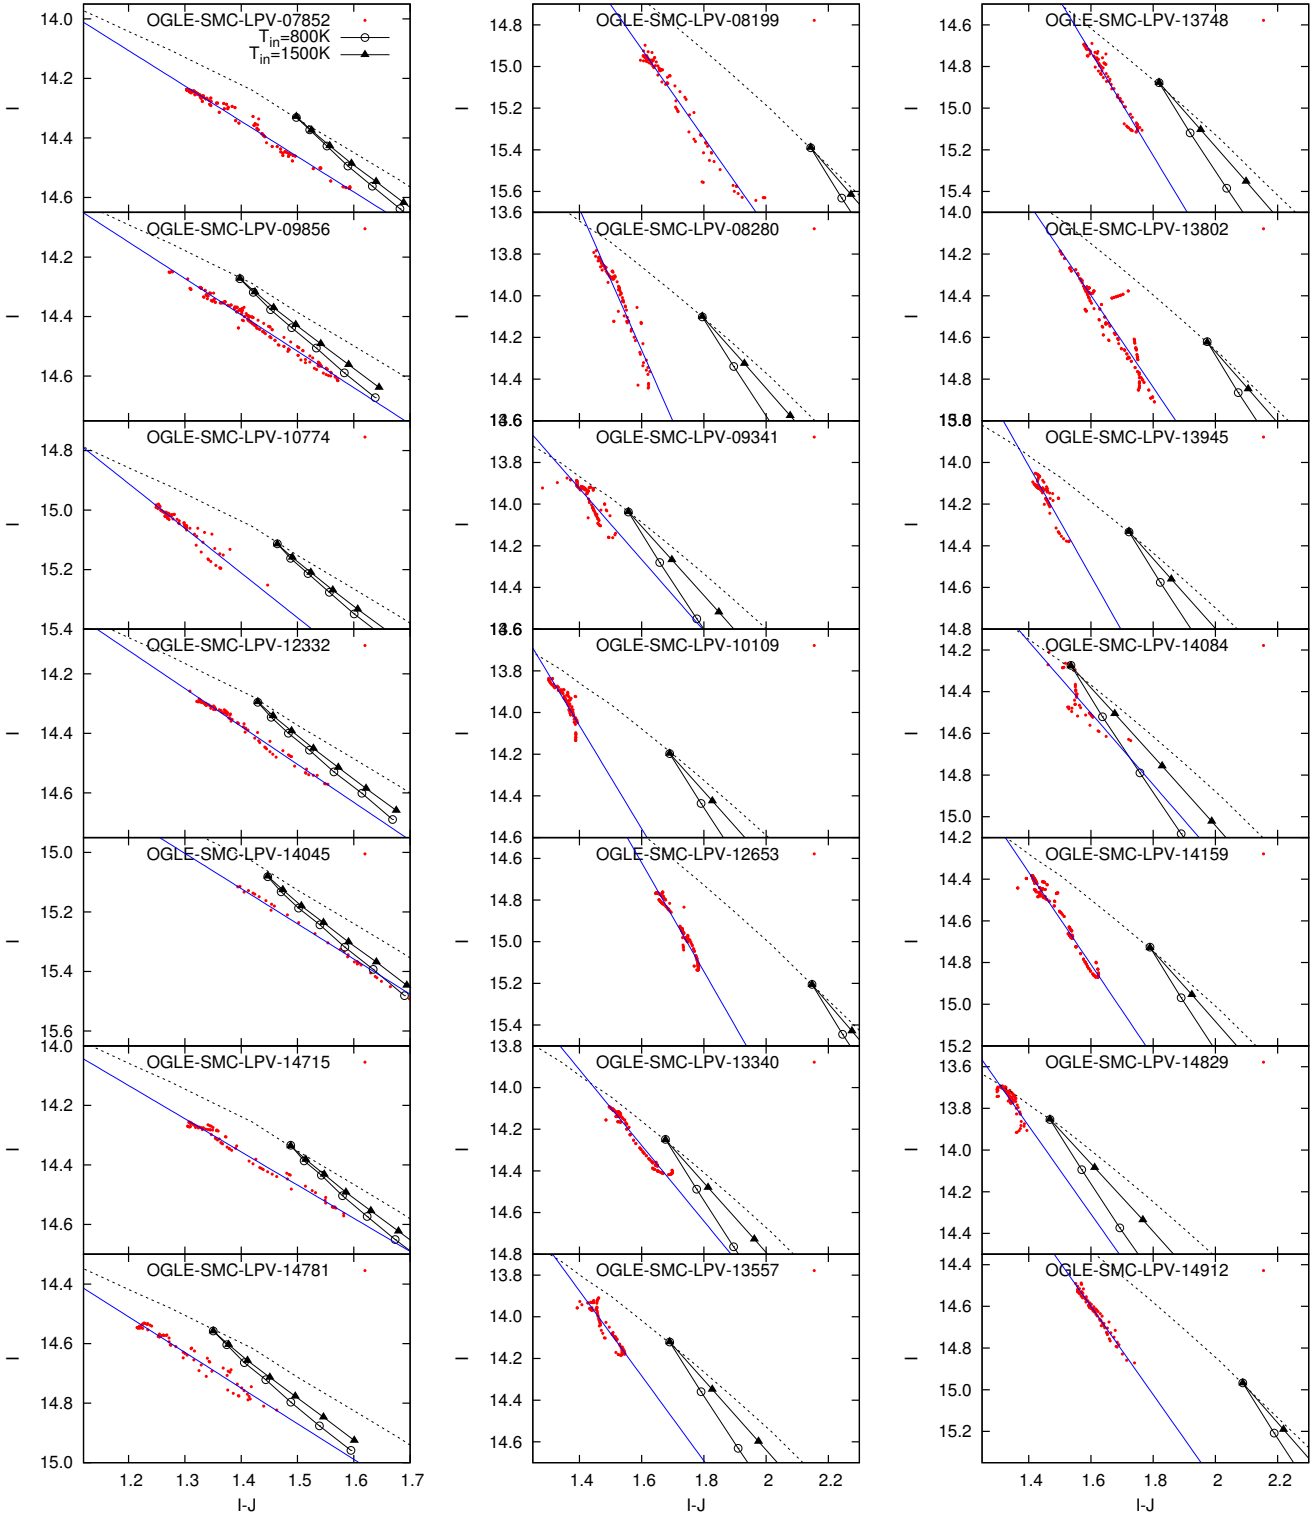 OGLE-SMC-LPV-07852
T_in=800K
T_in=1500K
14.0
14.2
14.4
14.6
I
OGLE-SMC-LPV-09856
14.2
14.4
14.6
I
OGLE-SMC-LPV-10774
14.8
15.0
15.2
15.4
I
OGLE-SMC-LPV-12332
14.2
14.4
14.6
I
OGLE-SMC-LPV-14045
15.0
15.2
15.4
15.6
I
OGLE-SMC-LPV-14715
14.0
14.2
14.4
14.6
I
OGLE-SMC-LPV-14781
14.4
14.6
14.8
15.0
I
1.2 1.3 1.4 1.5 1.6 1.7
I-J
OGLE-SMC-LPV-08199
14.8
15.0
15.2
15.4
15.6
I
OGLE-SMC-LPV-08280
13.6
13.8
14.0
14.2
14.4
I
OGLE-SMC-LPV-09341
13.8
14.0
14.2
14.4
I
OGLE-SMC-LPV-10109
13.8
14.0
14.2
14.4
14.6
I
OGLE-SMC-LPV-12653
14.6
14.8
15.0
15.2
15.4
I
OGLE-SMC-LPV-13340
13.8
14.0
14.2
14.4
14.6
14.8
I
OGLE-SMC-LPV-13557
13.8
14.0
14.2
14.4
14.6
I
1.4 1.6 1.8 2 2.2
I-J
OGLE-SMC-LPV-13748
14.6
14.8
15.0
15.2
15.4
I
OGLE-SMC-LPV-13802
14.0
14.2
14.4
14.6
14.8
I
OGLE-SMC-LPV-13945
14.0
14.2
14.4
14.6
14.8
I
OGLE-SMC-LPV-14084
14.2
14.4
14.6
14.8
15.0
I
OGLE-SMC-LPV-14159
14.2
14.4
14.6
14.8
15.0
15.2
I
OGLE-SMC-LPV-14829
13.6
13.8
14.0
14.2
14.4
I
OGLE-SMC-LPV-14912
14.4
14.6
14.8
15.0
15.2
I
1.4 1.6 1.8 2 2.2
I-J